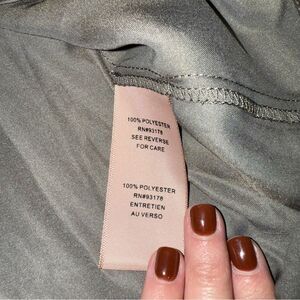 100% POLYESTER
RN#93178
SEE REVERSE
FOR CARE
100% POLYESTER
RN#93178
ENTRETIEN
AU VERSO